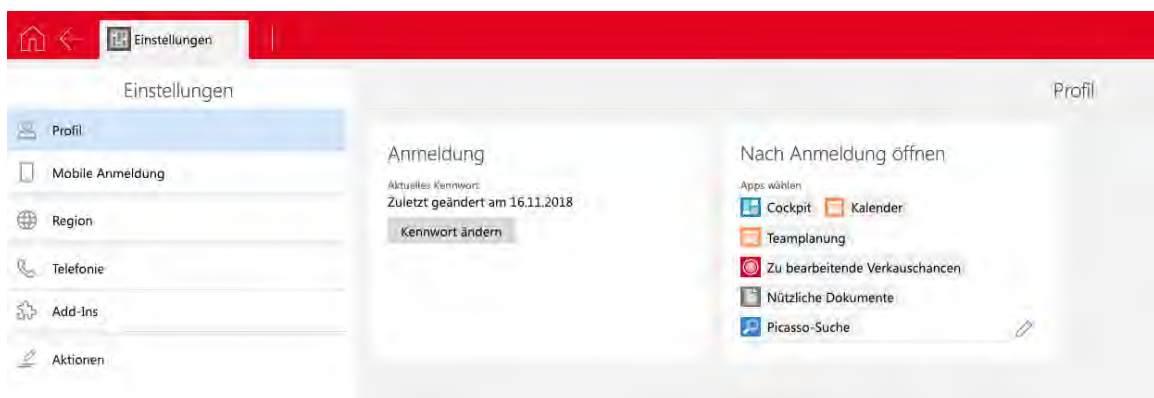 Einstellungen
Einstellungen
Profil
Mobile Anmeldung
Region
Telefonie
Add-Ins
Aktionen
Profil
Anmeldung
Aktuelles Kennwort
Zuletzt geändert am 16.11.2018
Kennwort ändern
Nach Anmeldung öffnen
Apps wählen
Cockpit Kalender
Teamplanung
Zu bearbeitende Verkauschancen
Nützliche Dokumente
Picasso-Suche